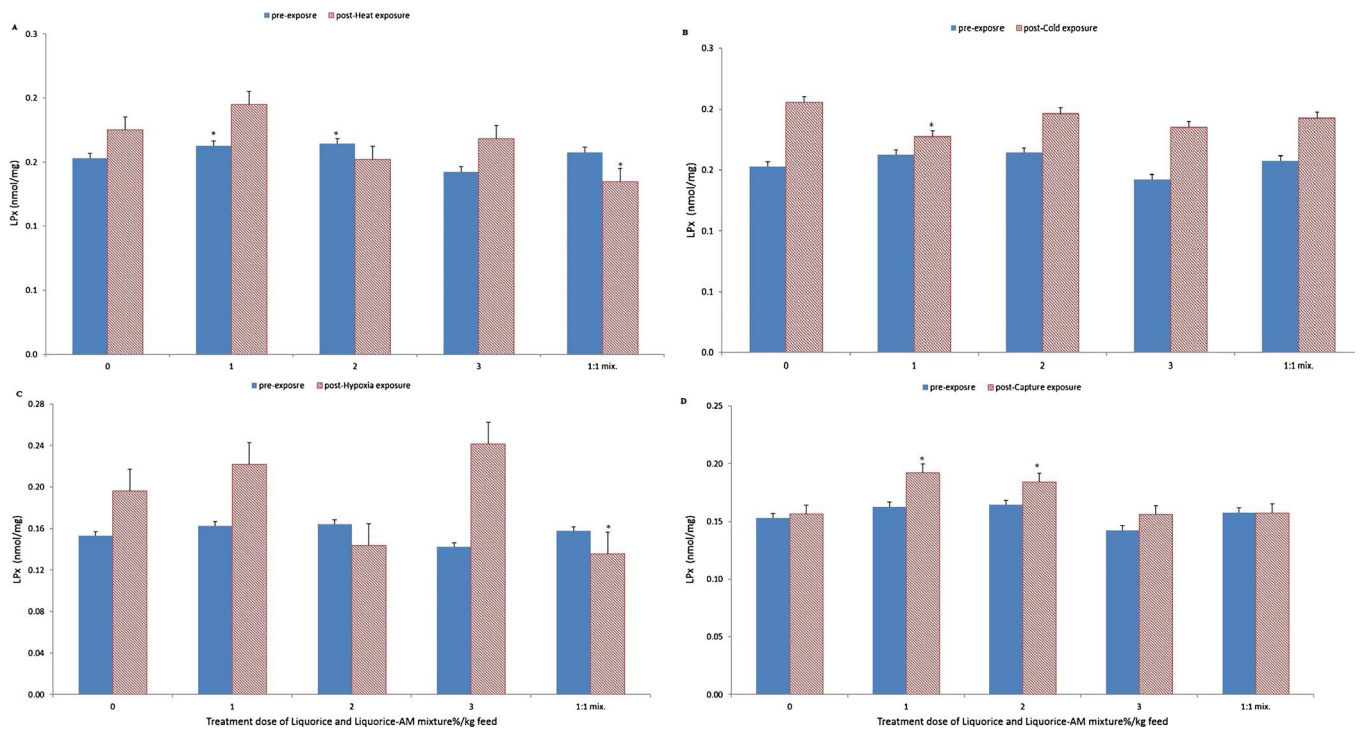 A
pre-exposre post-Heat exposure
0.3
0.2
0.2
0.1
0.1
0.0
LPx (nmol/mg)
* * *
0 1 2 3 1:1 mix.
B
pre-exposre post-Cold exposure
0.3
0.2
0.2
0.1
0.1
0.0
LPx (nmol/mg)
*
0 1 2 3 1:1 mix.
C
pre-exposre post-Hypoxia exposure
0.28
0.24
0.20
0.16
0.12
0.08
0.04
0.00
LPx (nmol/mg)
*
0 1 2 3 1:1 mix.
Treatment dose of Liquorice and Liquorice-AM mixture%/kg feed
D
pre-exposre post-Capture exposure
0.25
0.20
0.15
0.10
0.05
0.00
LPx (nmol/mg)
* *
0 1 2 3 1:1 mix.
Treatment dose of Liquorice and Liquorice-AM mixture%/kg feed